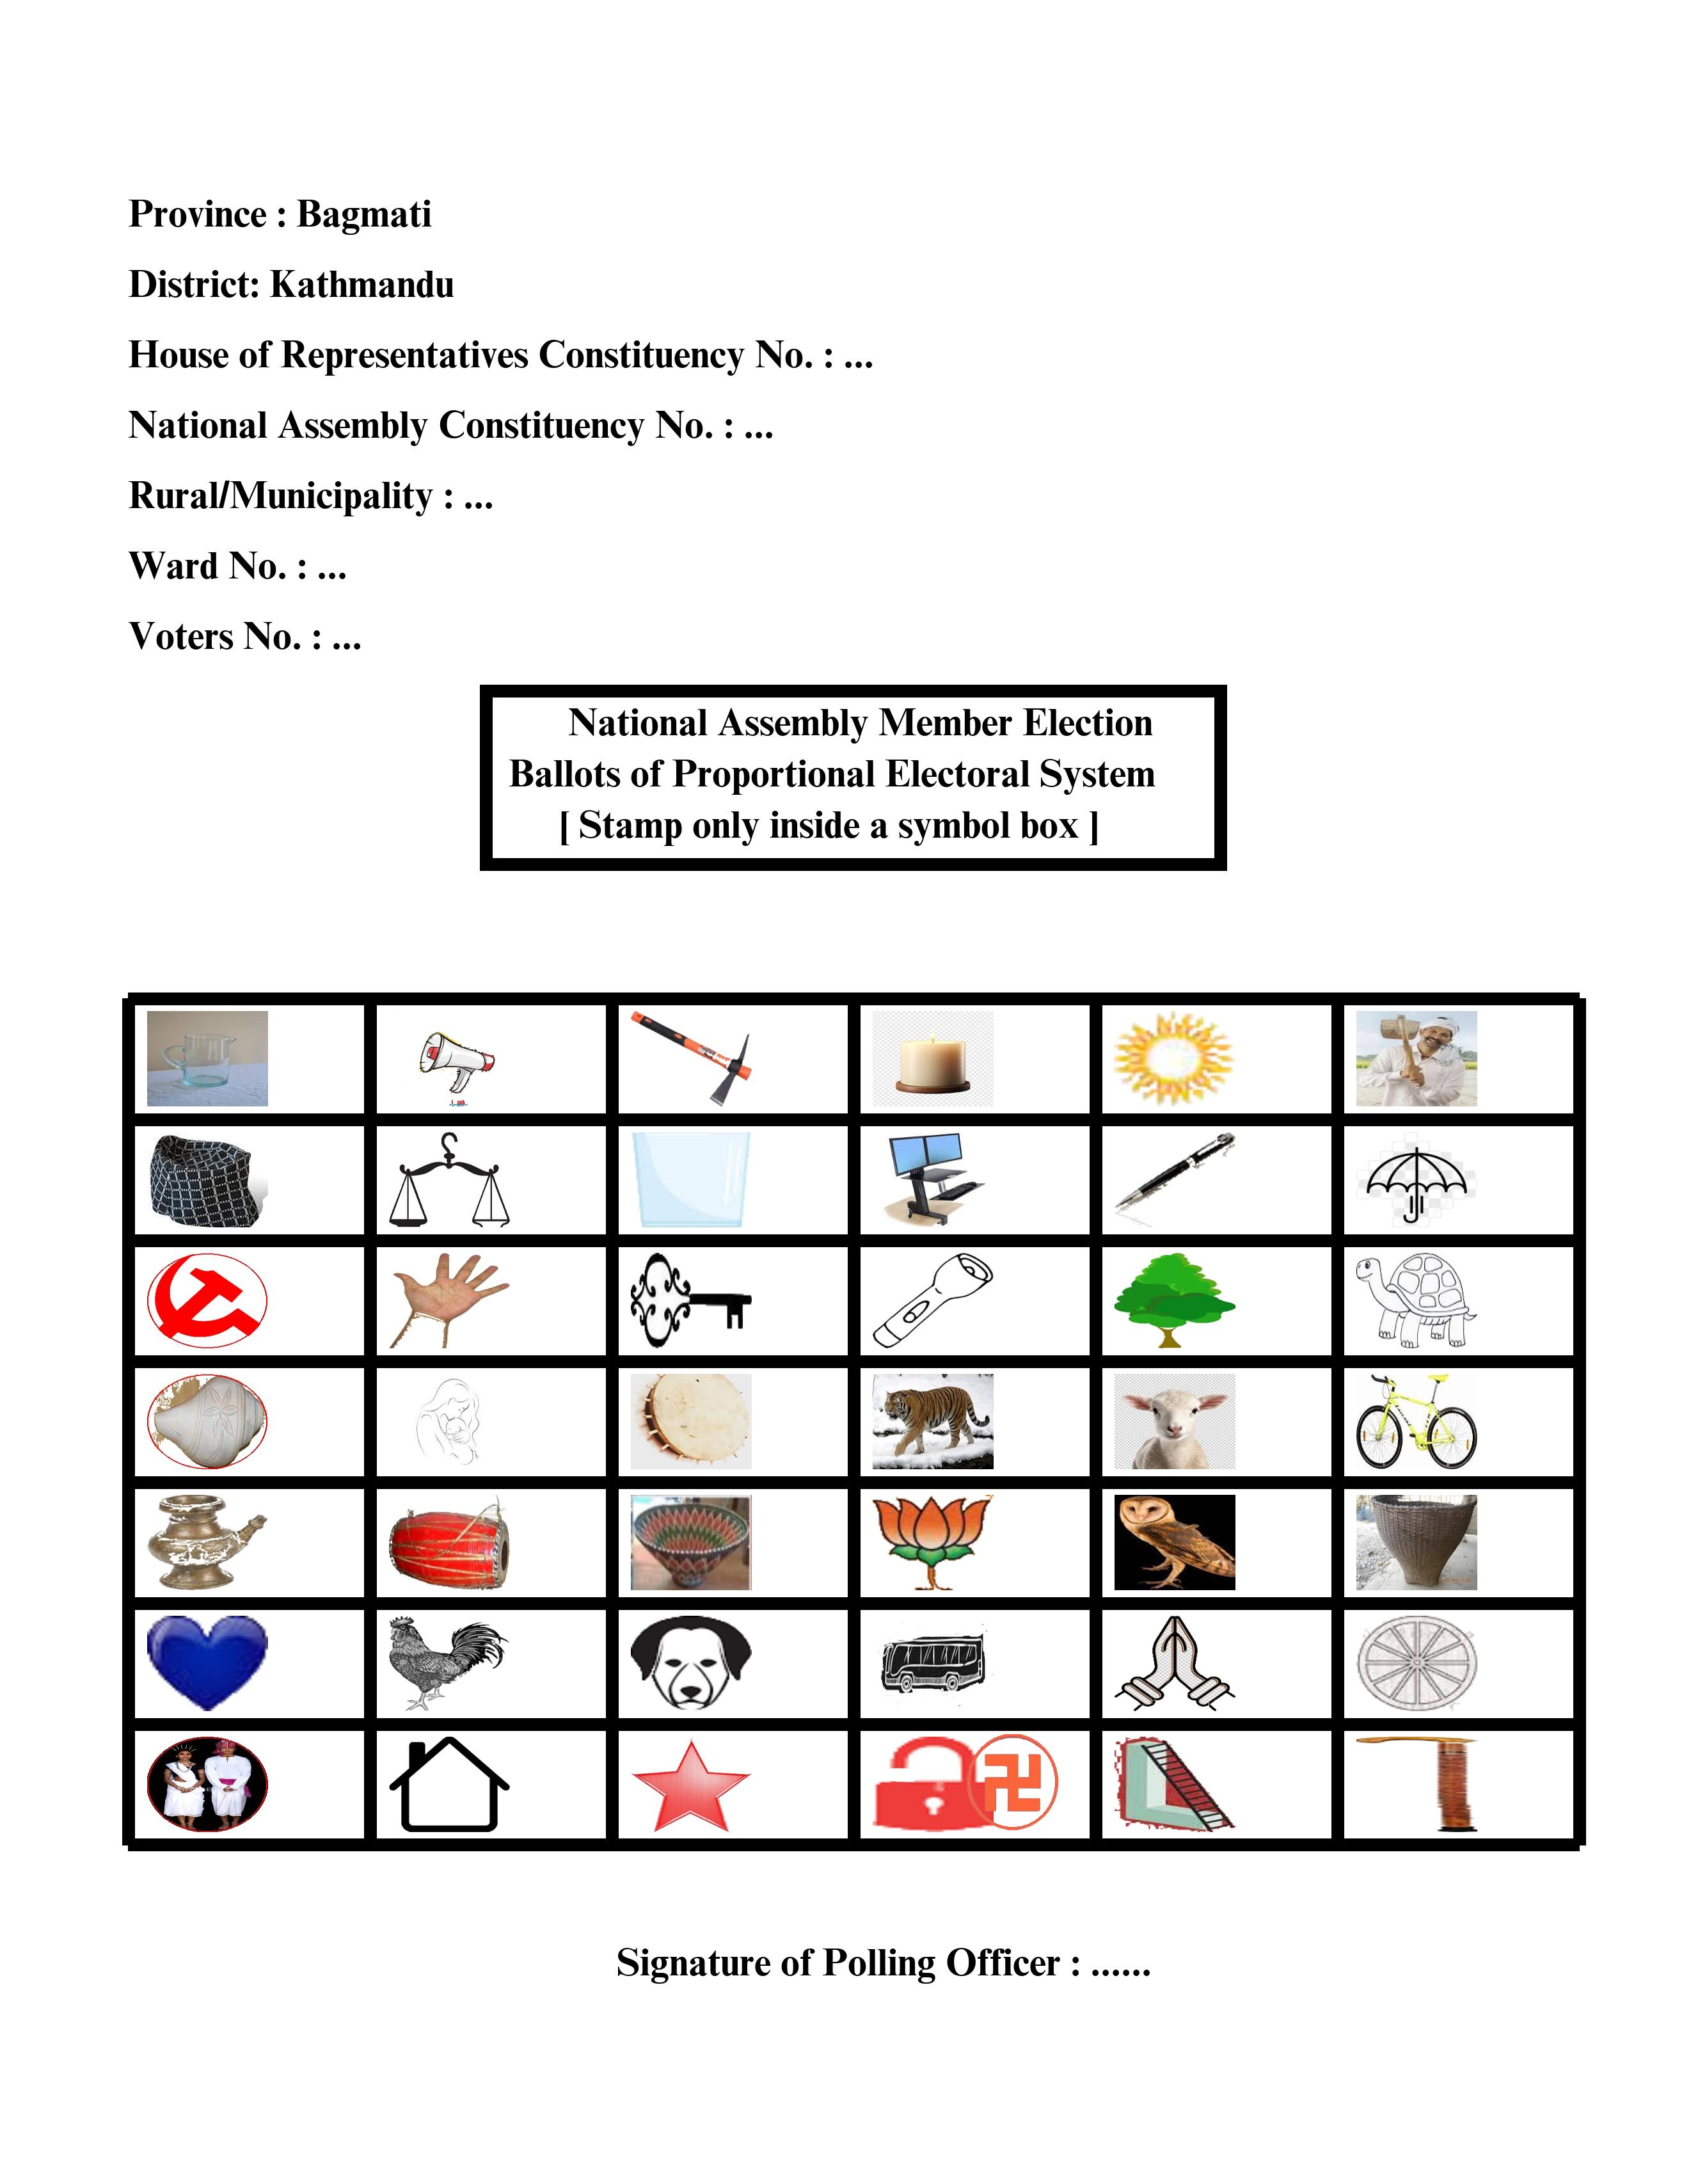 Province : Bagmati
District: Kathmandu
House of Representatives Constituency No. : ...
National Assembly Constituency No. : ...
Rural/Municipality : ...
Ward No. : ...
Voters No. : ...
National Assembly Member Election
Ballots of Proportional Electoral System
[ Stamp only inside a symbol box ]
Signature of Polling Officer : ......